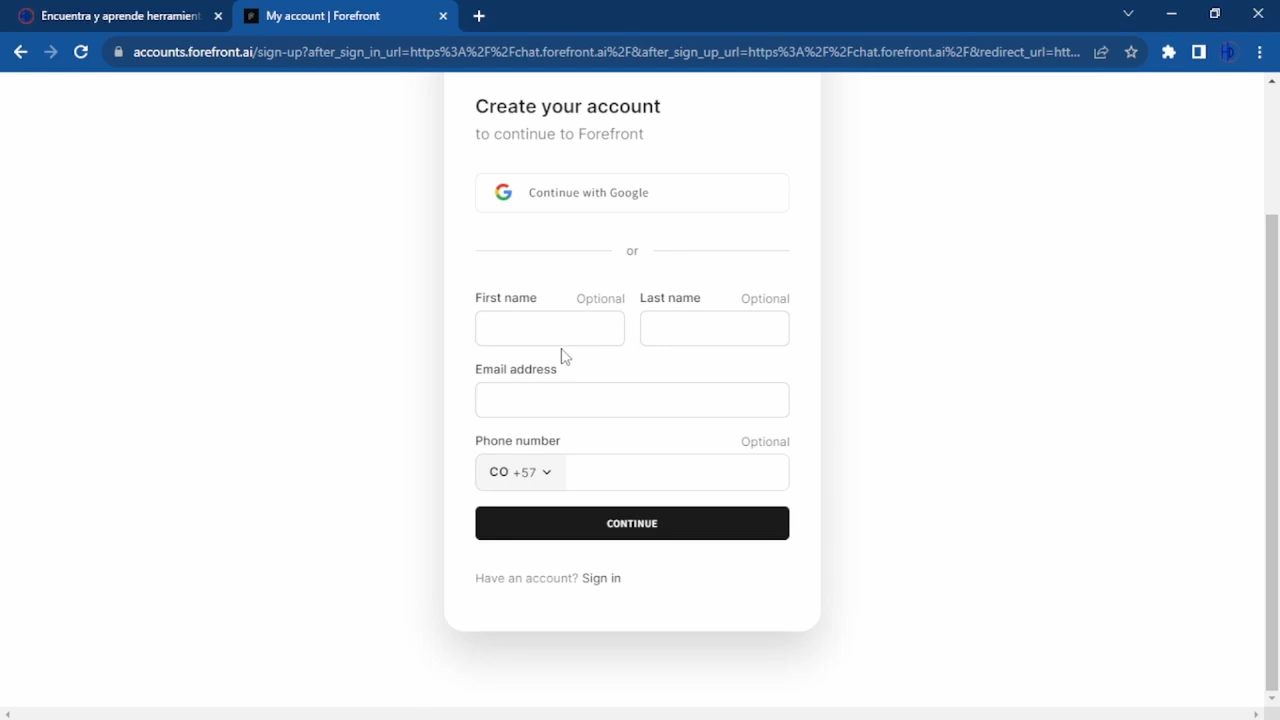 Encuentra y aprende herramient
My account | Forefront
accounts.forefront.ai/sign-up?after_sign_in_url=https%3A%2F%2Fchat.forefront.ai%2F&after_sign_up_url=https%3A%2F%2Fchat.forefront.ai%2F&redirect_url=htt...
Create your account
to continue to Forefront
Continue with Google
or
First name Optional Last name Optional
Email address
Phone number Optional
CO +57
CONTINUE
Have an account? Sign in